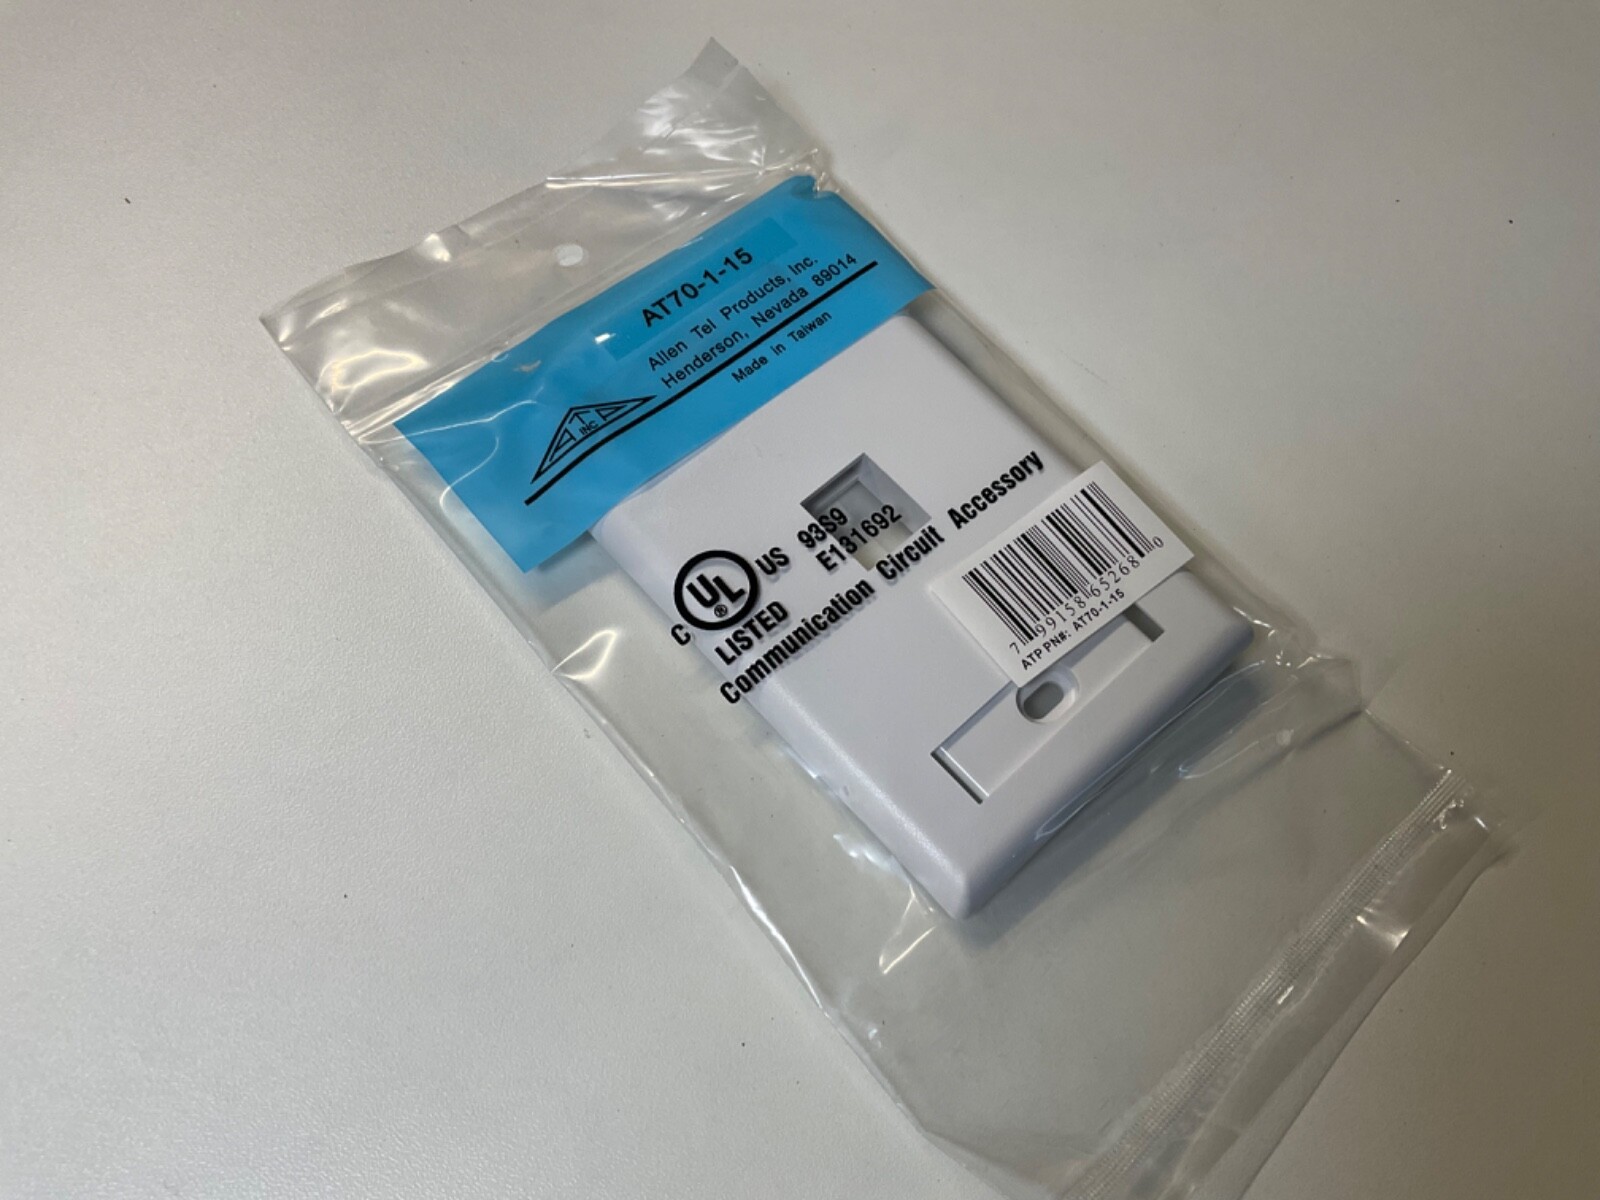 AT70-1-15
Allen Tel Products, Inc.
Henderson, Nevada 89014
Made in Taiwan
ATP
INC
C UL US 93S9
® LISTED E131692
Communication Circuit Accessory
7 99158 65268 0
ATP PN#: AT70-1-15